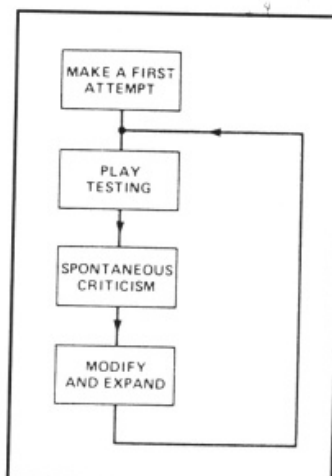 MAKE A FIRST
ATTEMPT
PLAY
TESTING
SPONTANEOUS
CRITICISM
MODIFY
AND EXPAND